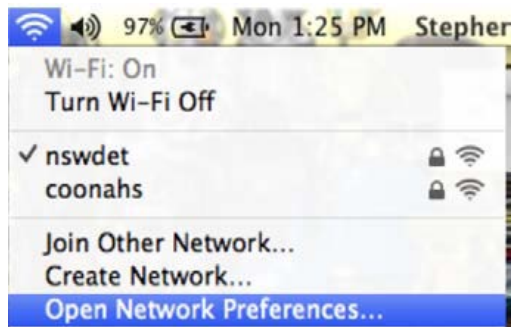 97% Mon 1:25 PM Stepher
Wi-Fi: On
Turn Wi-Fi Off
✓ nswdet
coonahs
Join Other Network...
Create Network...
Open Network Preferences...